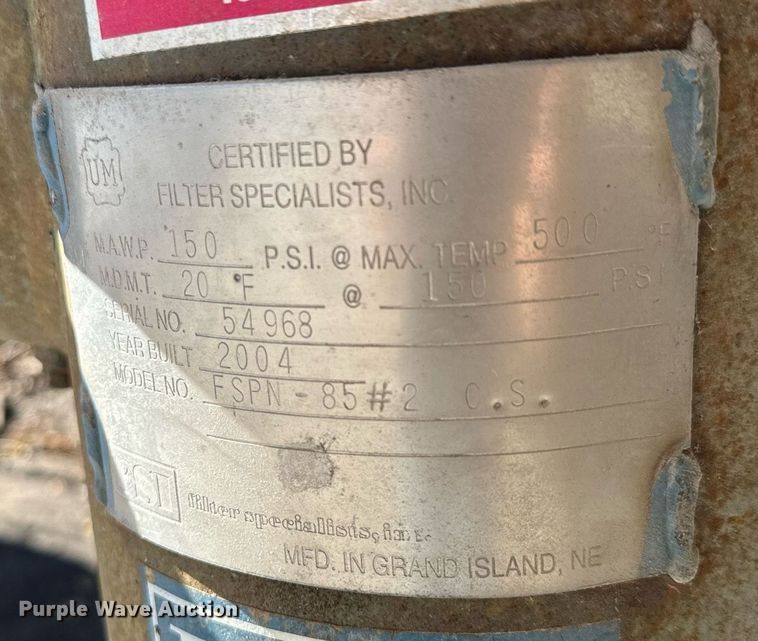 UM
CERTIFIED BY
FILTER SPECIALISTS, INC.
M.A.W.P. 150 P.S.I. @ MAX. TEMP 500 °F
M.D.M.T. 20 °F @ 150 P.S.I
SERIAL NO. 54968
YEAR BUILT 2004
MODEL NO. FSPN-85#2 C.S.
FSI
filter specialists, inc.
MFD. IN GRAND ISLAND, NE
Purple Wave Auction